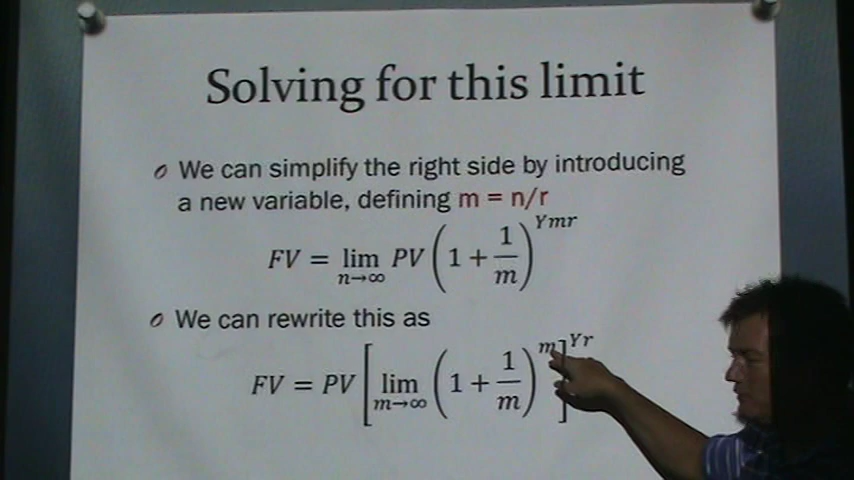 Solving for this limit
We can simplify the right side by introducing
a new variable, defining m = n/r
FV = lim n→∞ PV (1 + 1/m)^Ymr
We can rewrite this as
FV = PV [lim m→∞ (1 + 1/m)^m]^Yr